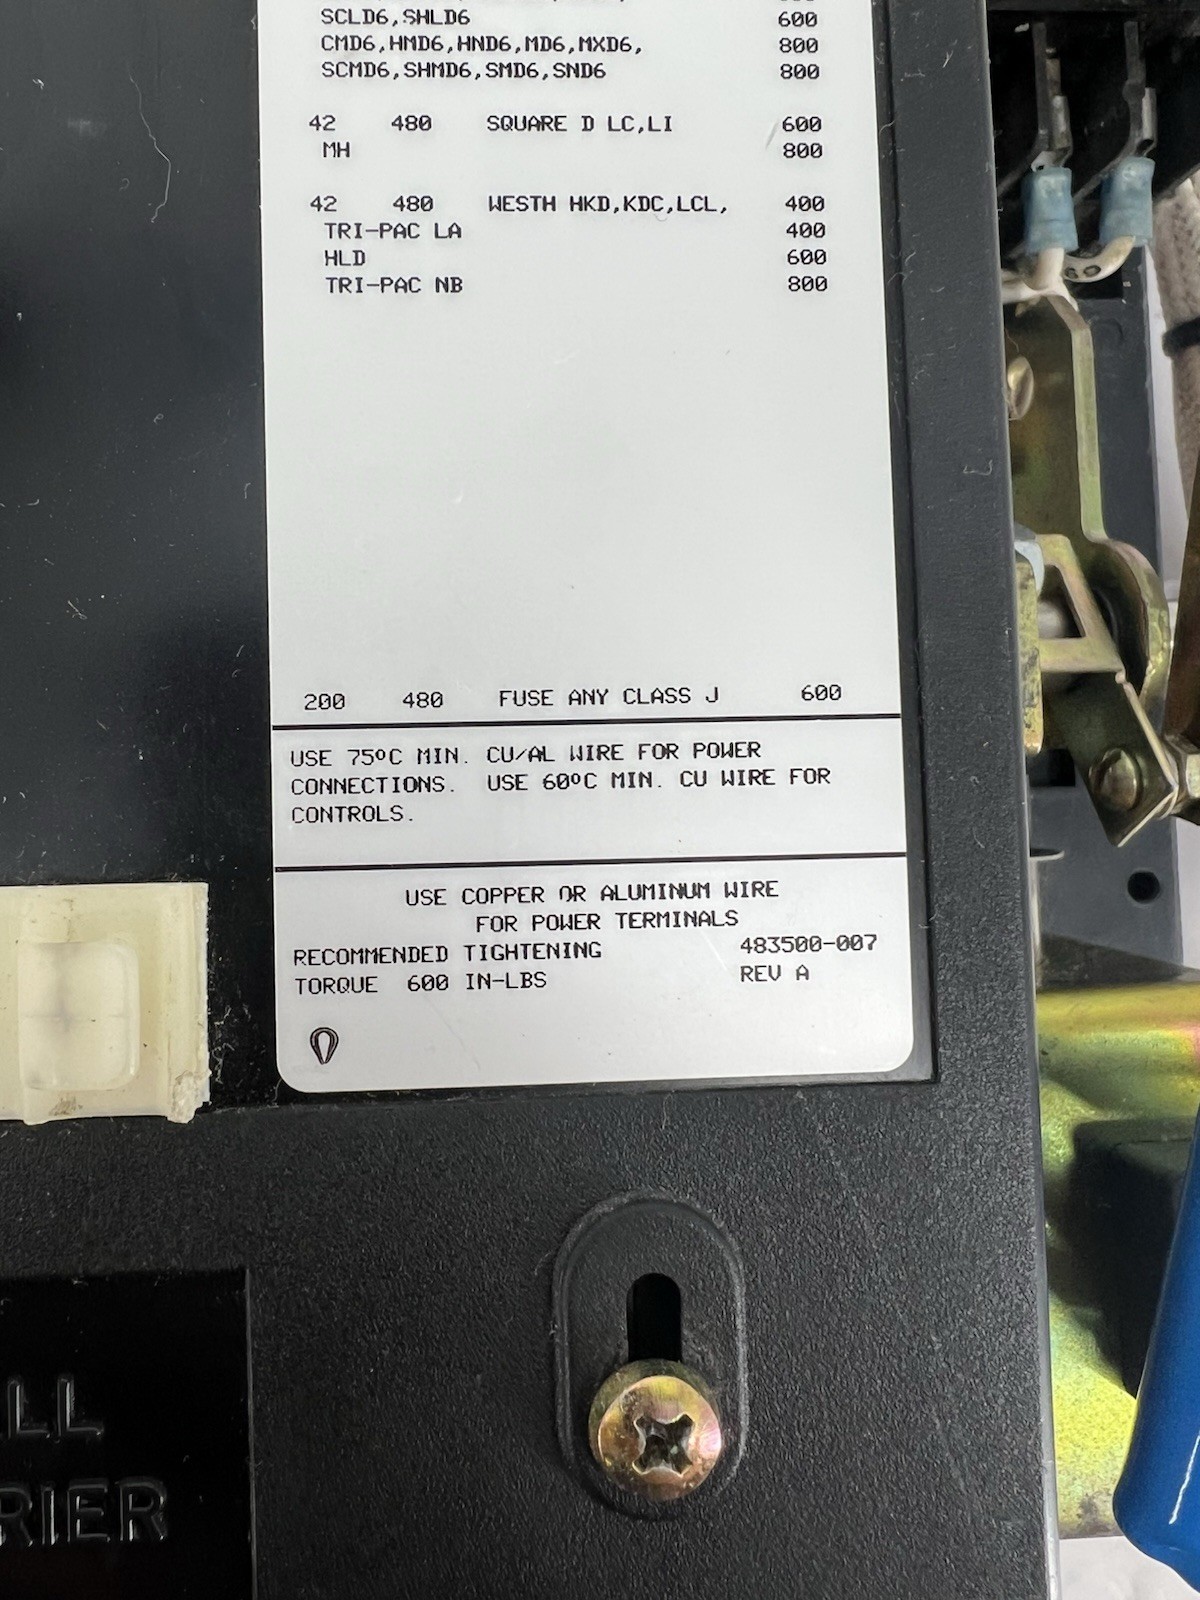 SCLD6,SHLD6 600
CMD6,HMD6,HND6,MD6,MXD6, 800
SCMD6,SHMD6,SMD6,SND6 800
42 480 SQUARE D LC,LI 600
MH 800
42 480 WESTH HKD,KDC,LCL, 400
TRI-PAC LA 400
HLD 600
TRI-PAC NB 800
200 480 FUSE ANY CLASS J 600
USE 75ºC MIN. CU/AL WIRE FOR POWER
CONNECTIONS. USE 60ºC MIN. CU WIRE FOR
CONTROLS.
USE COPPER OR ALUMINUM WIRE
FOR POWER TERMINALS
RECOMMENDED TIGHTENING 483500-007
TORQUE 600 IN-LBS REV A